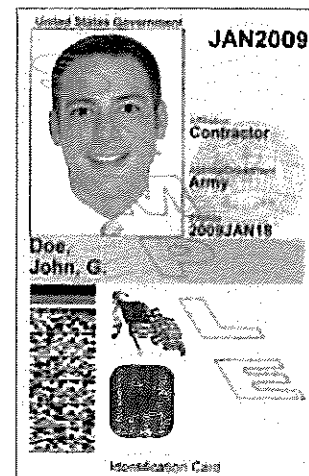 United States Government
JAN2009
Contractor
Army
2009JAN18
Doe,
John, G.
Identification Card